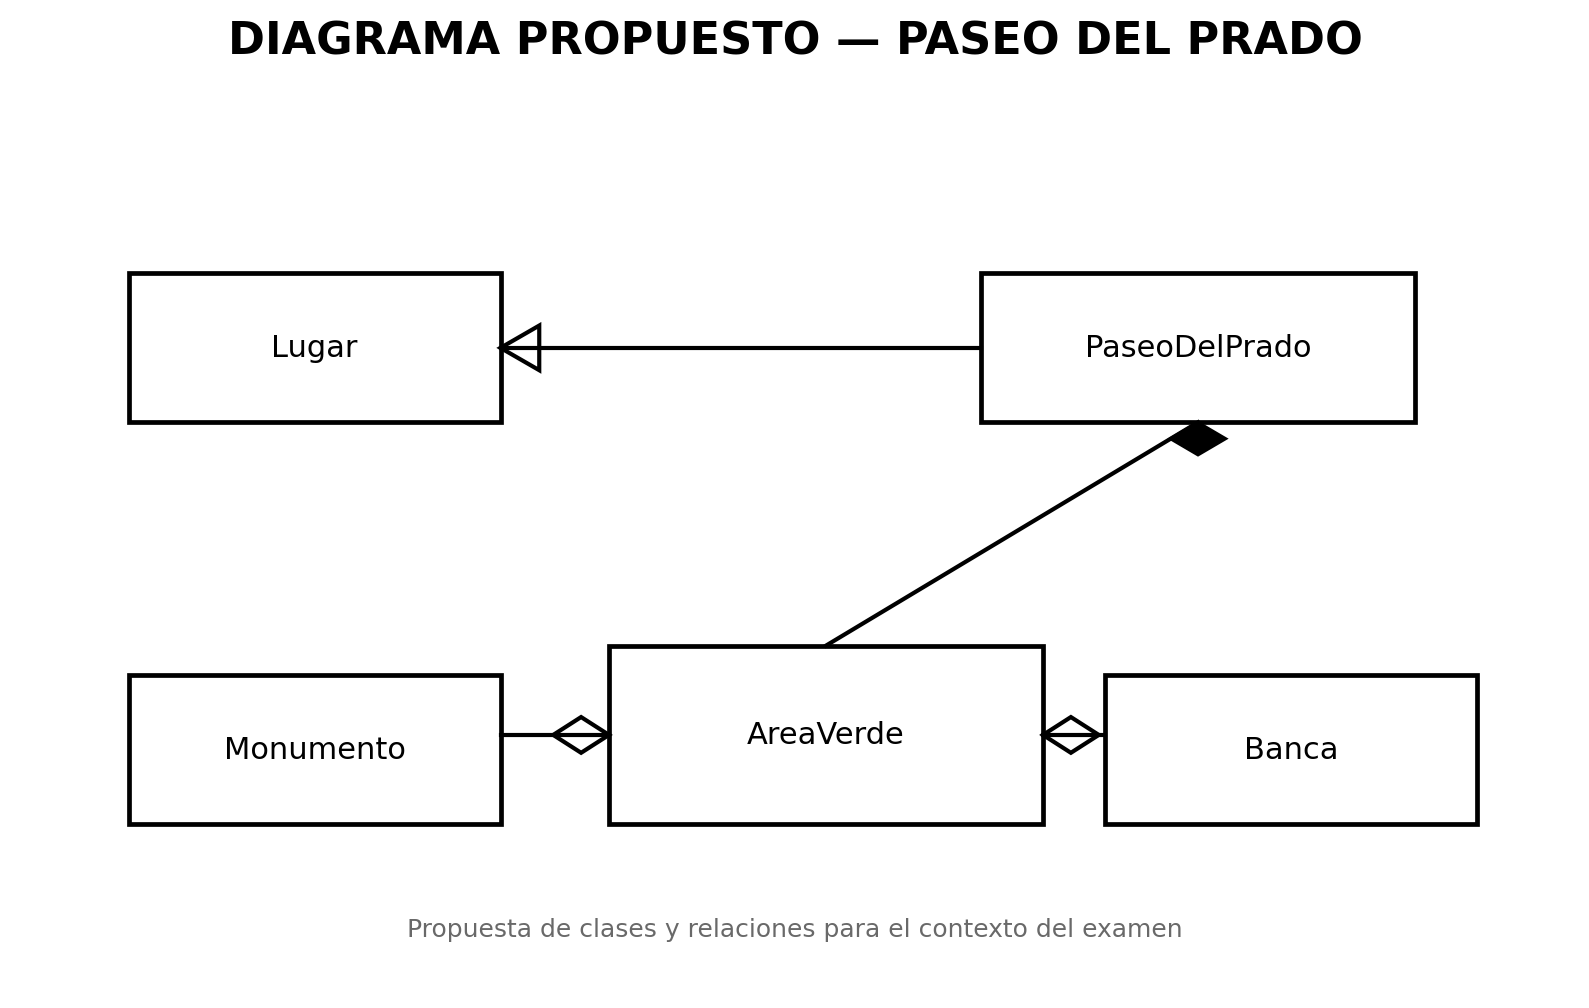 DIAGRAMA PROPUESTO — PASEO DEL PRADO
Lugar
PaseoDelPrado
Monumento
AreaVerde
Banca
Propuesta de clases y relaciones para el contexto del examen